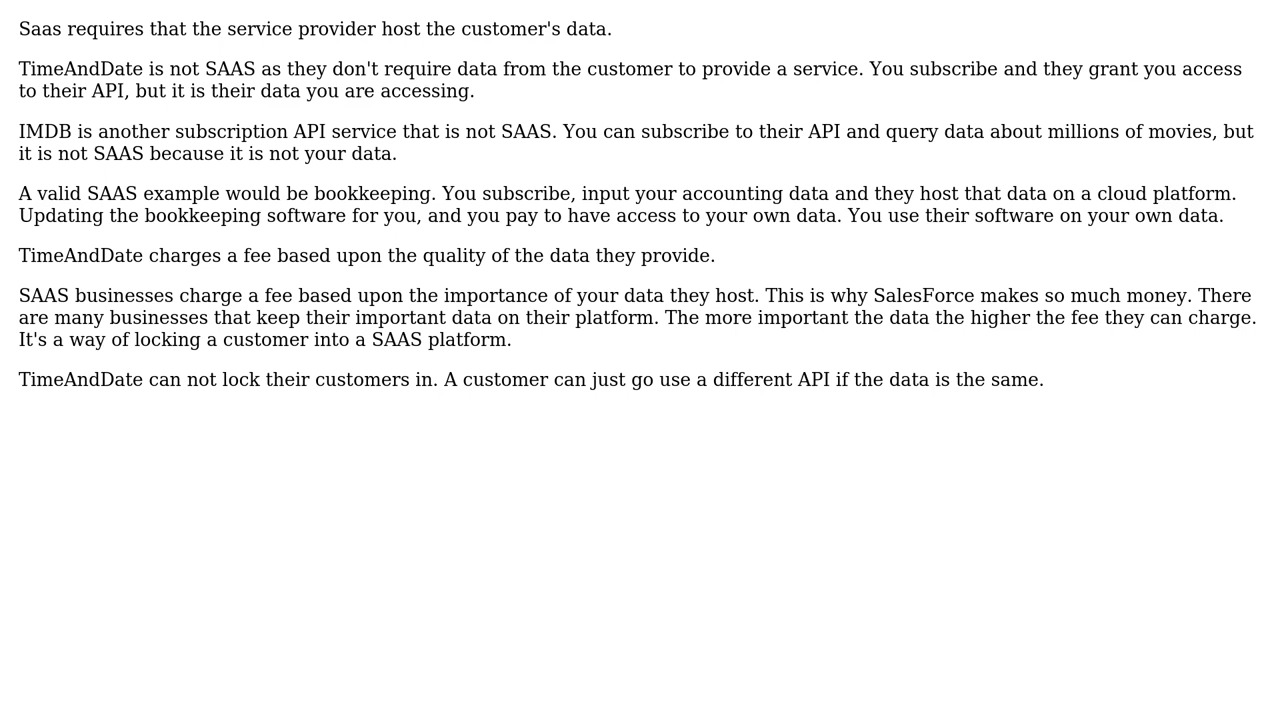 Saas requires that the service provider host the customer's data.
TimeAndDate is not SAAS as they don't require data from the customer to provide a service. You subscribe and they grant you access
to their API, but it is their data you are accessing.
IMDB is another subscription API service that is not SAAS. You can subscribe to their API and query data about millions of movies, but
it is not SAAS because it is not your data.
A valid SAAS example would be bookkeeping. You subscribe, input your accounting data and they host that data on a cloud platform.
Updating the bookkeeping software for you, and you pay to have access to your own data. You use their software on your own data.
TimeAndDate charges a fee based upon the quality of the data they provide.
SAAS businesses charge a fee based upon the importance of your data they host. This is why SalesForce makes so much money. There
are many businesses that keep their important data on their platform. The more important the data the higher the fee they can charge.
It's a way of locking a customer into a SAAS platform.
TimeAndDate can not lock their customers in. A customer can just go use a different API if the data is the same.